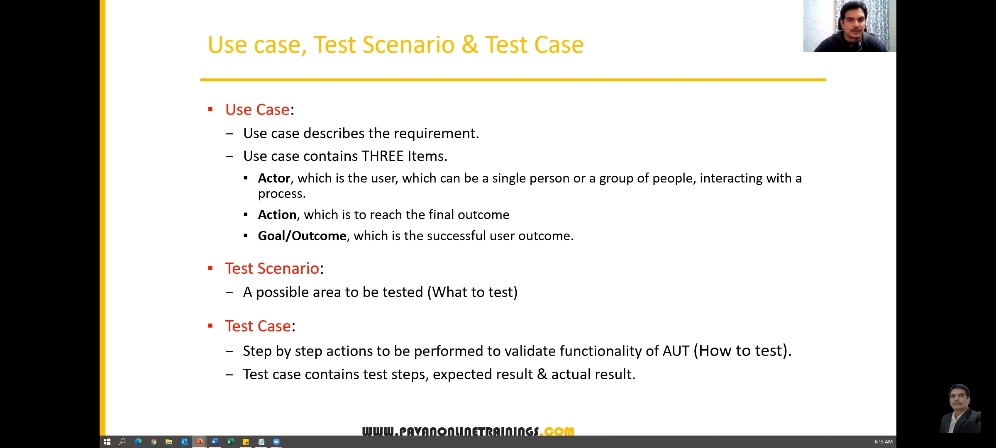 Use case, Test Scenario & Test Case
▪ Use Case:
– Use case describes the requirement.
– Use case contains THREE Items.
▪ Actor, which is the user, which can be a single person or a group of people, interacting with a
process.
▪ Action, which is to reach the final outcome
▪ Goal/Outcome, which is the successful user outcome.
▪ Test Scenario:
– A possible area to be tested (What to test)
▪ Test Case:
– Step by step actions to be performed to validate functionality of AUT (How to test).
– Test case contains test steps, expected result & actual result.
www.pavanonlinetrainings.com
6:15 AM